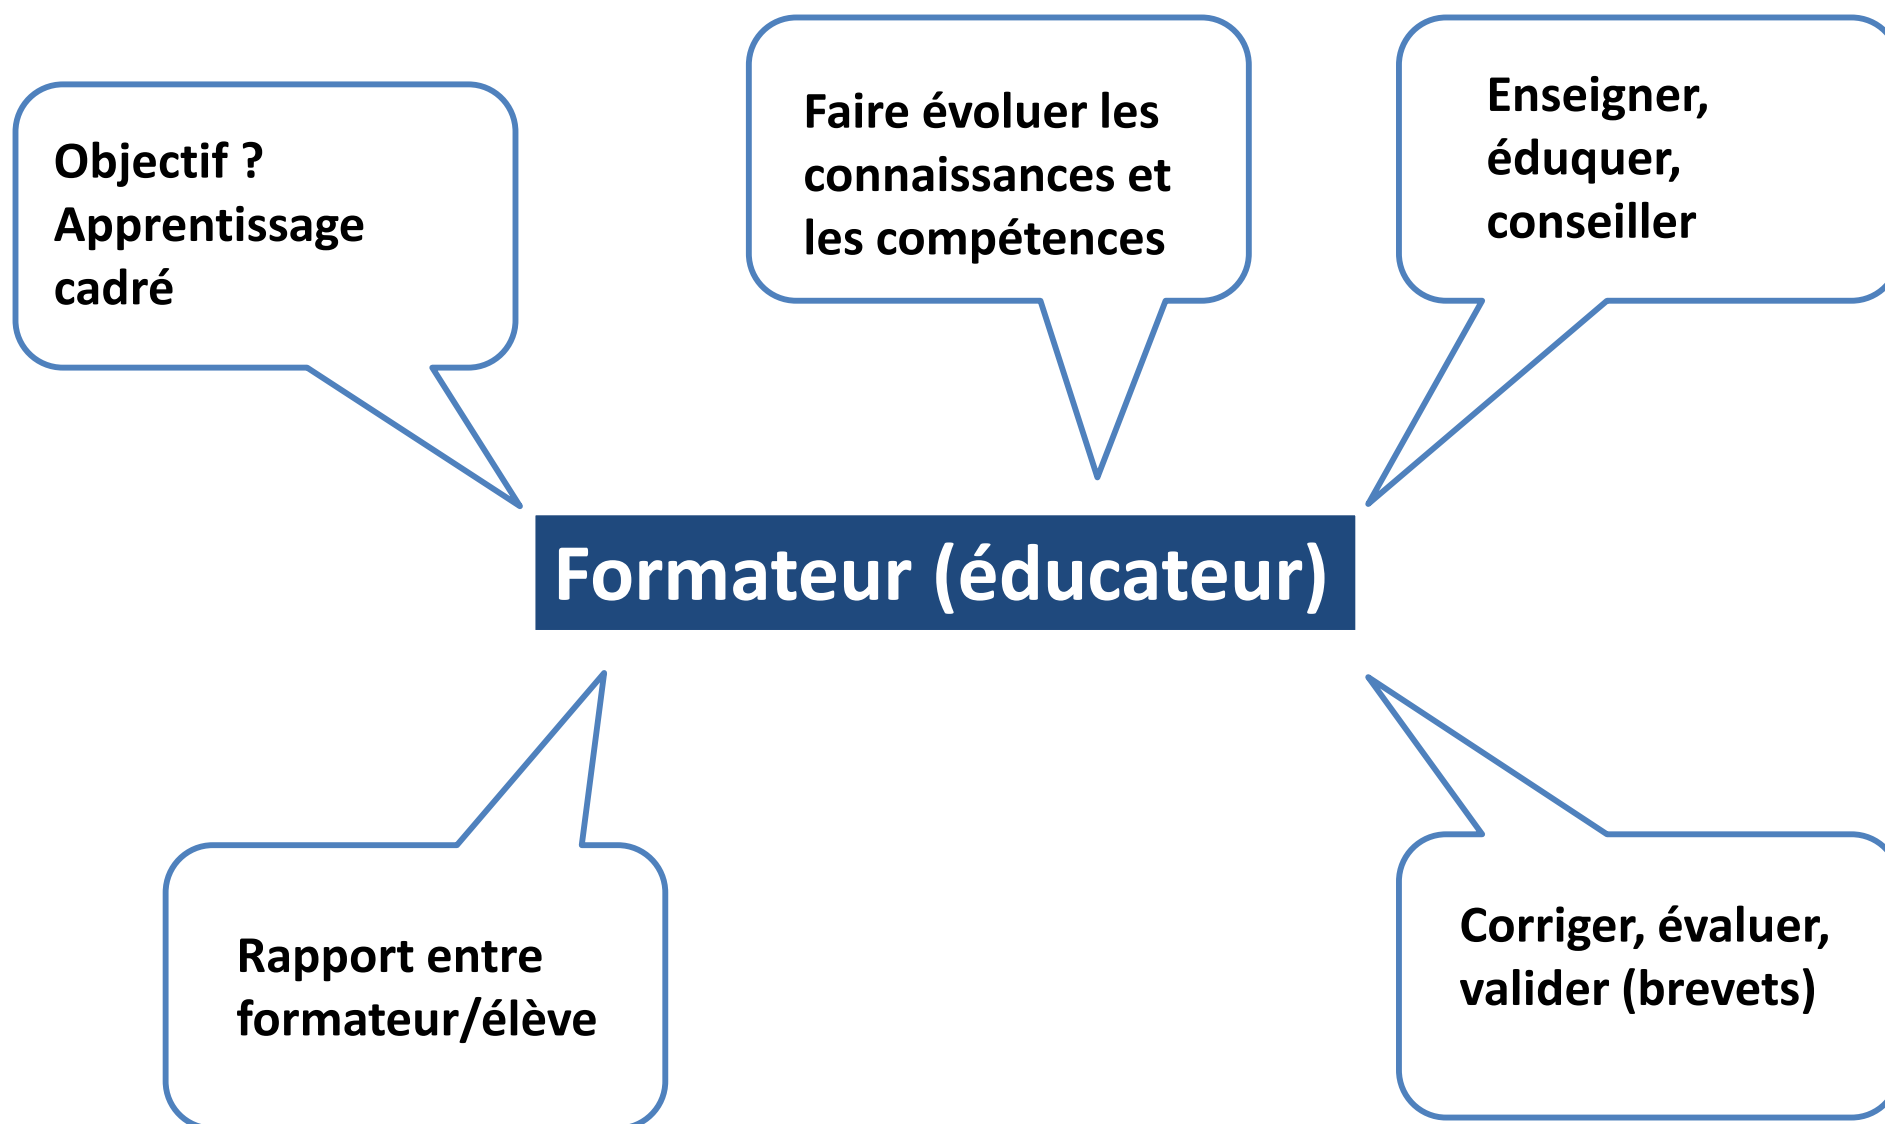 Objectif ?
Apprentissage
cadré
Faire évoluer les
connaissances et
les compétences
Enseigner,
éduquer,
conseiller
Formateur (éducateur)
Rapport entre
formateur/élève
Corriger, évaluer,
valider (brevets)